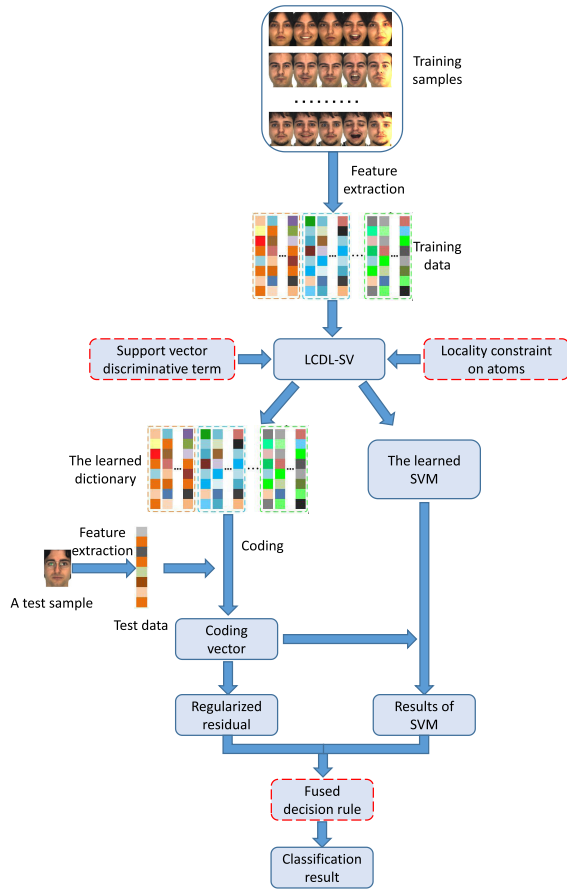 Training
samples
Feature
extraction
Training
data
Support vector
discriminative term
LCDL-SV
Locality constraint
on atoms
The learned
dictionary
The learned
SVM
Feature
extraction
Coding
A test sample
Test data
Coding
vector
Regularized
residual
Results of
SVM
Fused
decision rule
Classification
result